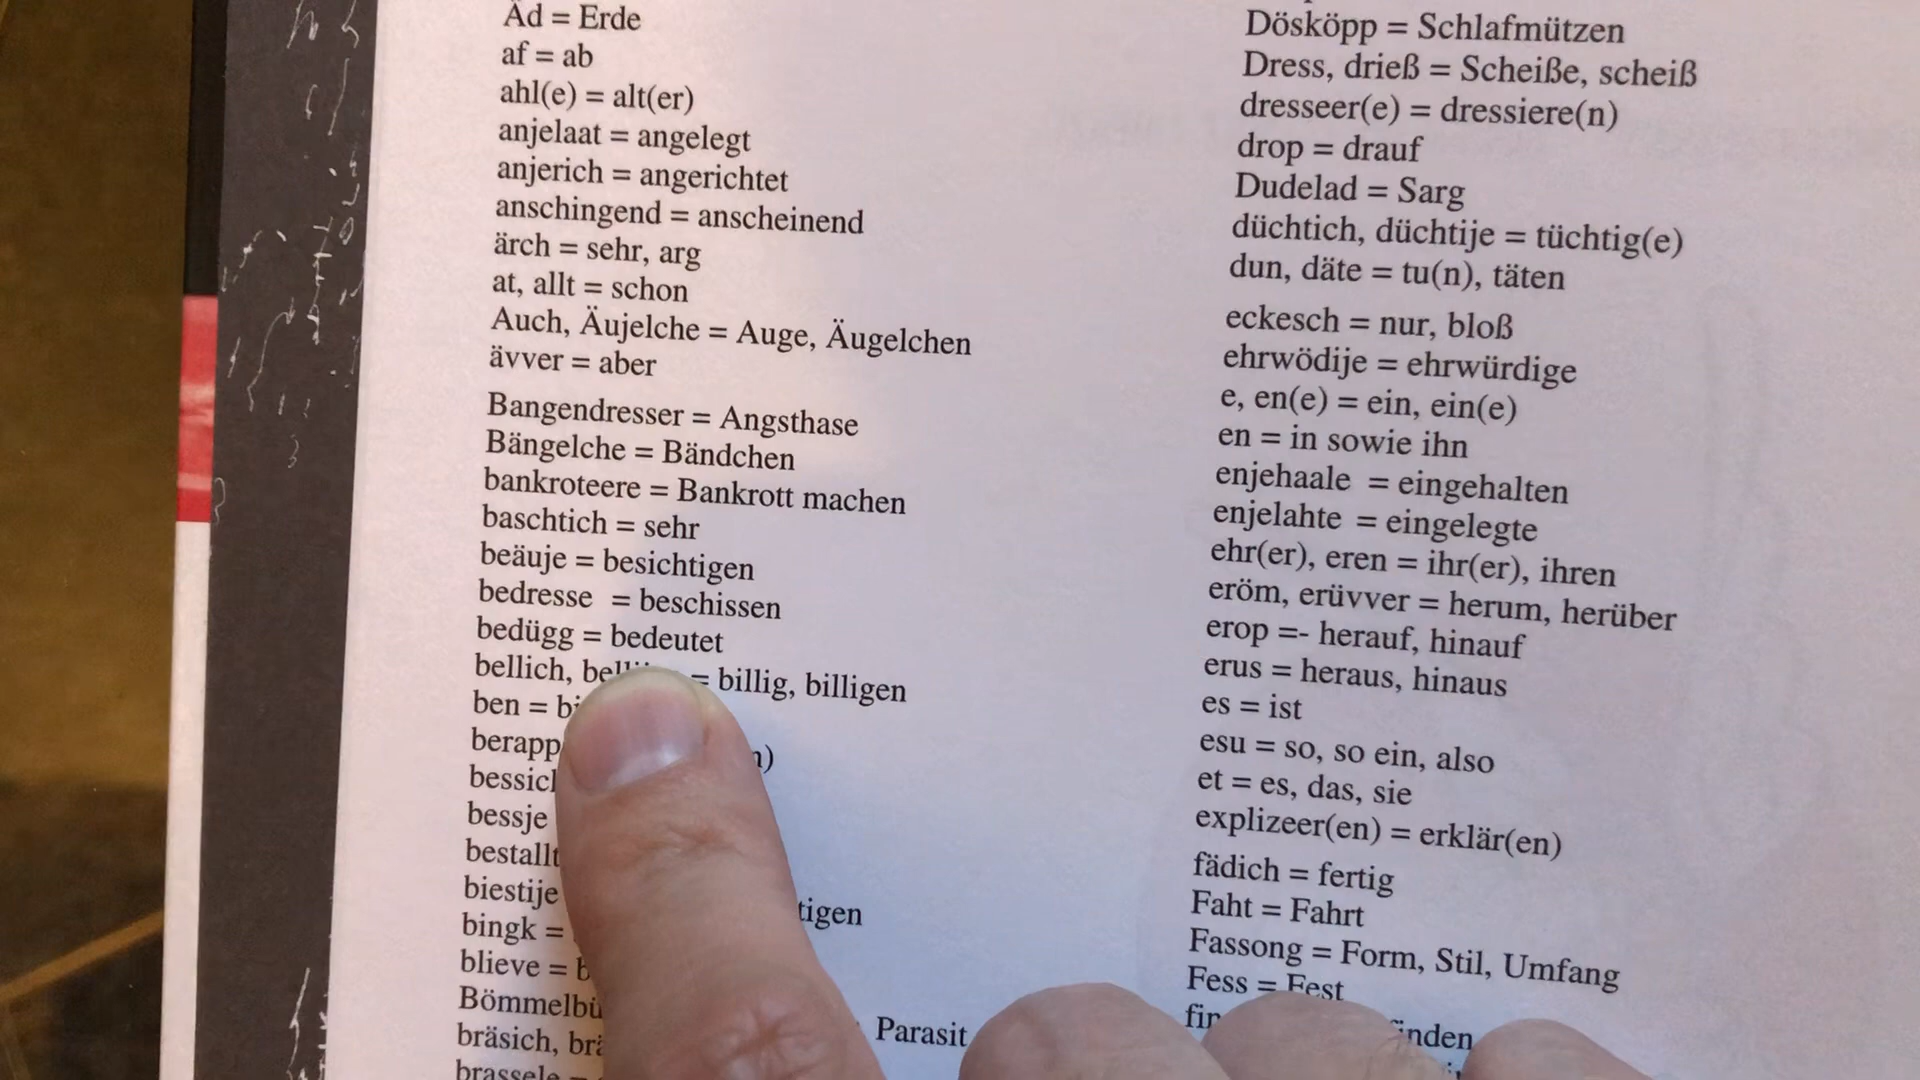 Äd = Erde
af = ab
ahl(e) = alt(er)
anjelaat = angelegt
anjerich = angerichtet
anschingend = anscheinend
ärch = sehr, arg
at, allt = schon
Auch, Äujelche = Auge, Äugelchen
ävver = aber
Bangendresser = Angsthase
Bängelche = Bändchen
bankroteere = Bankrott machen
baschtich = sehr
beäuje = besichtigen
bedresse = beschissen
bedügg = bedeutet
bellich, = billig, billigen
ben =
bessje
bingk =
blieve =
bräsich, Parasit
Dösköpp = Schlafmützen
Dress, drieß = Scheiße, scheiß
dresseer(e) = dressiere(n)
drop = drauf
Dudelad = Sarg
düchtich, düchtije = tüchtig(e)
dun, däte = tu(n), täten
eckesch = nur, bloß
ehrwödije = ehrwürdige
e, en(e) = ein, ein(e)
en = in sowie ihn
enjehaale = eingehalten
enjelahte = eingelegte
ehr(er), eren = ihr(er), ihren
eröm, erüvver = herum, herüber
erop =- herauf, hinauf
erus = heraus, hinaus
es = ist
esu = so, so ein, also
et = es, das, sie
explizeer(en) = erklär(en)
fädich = fertig
Faht = Fahrt
Fassong = Form, Stil, Umfang
Fess = Fest